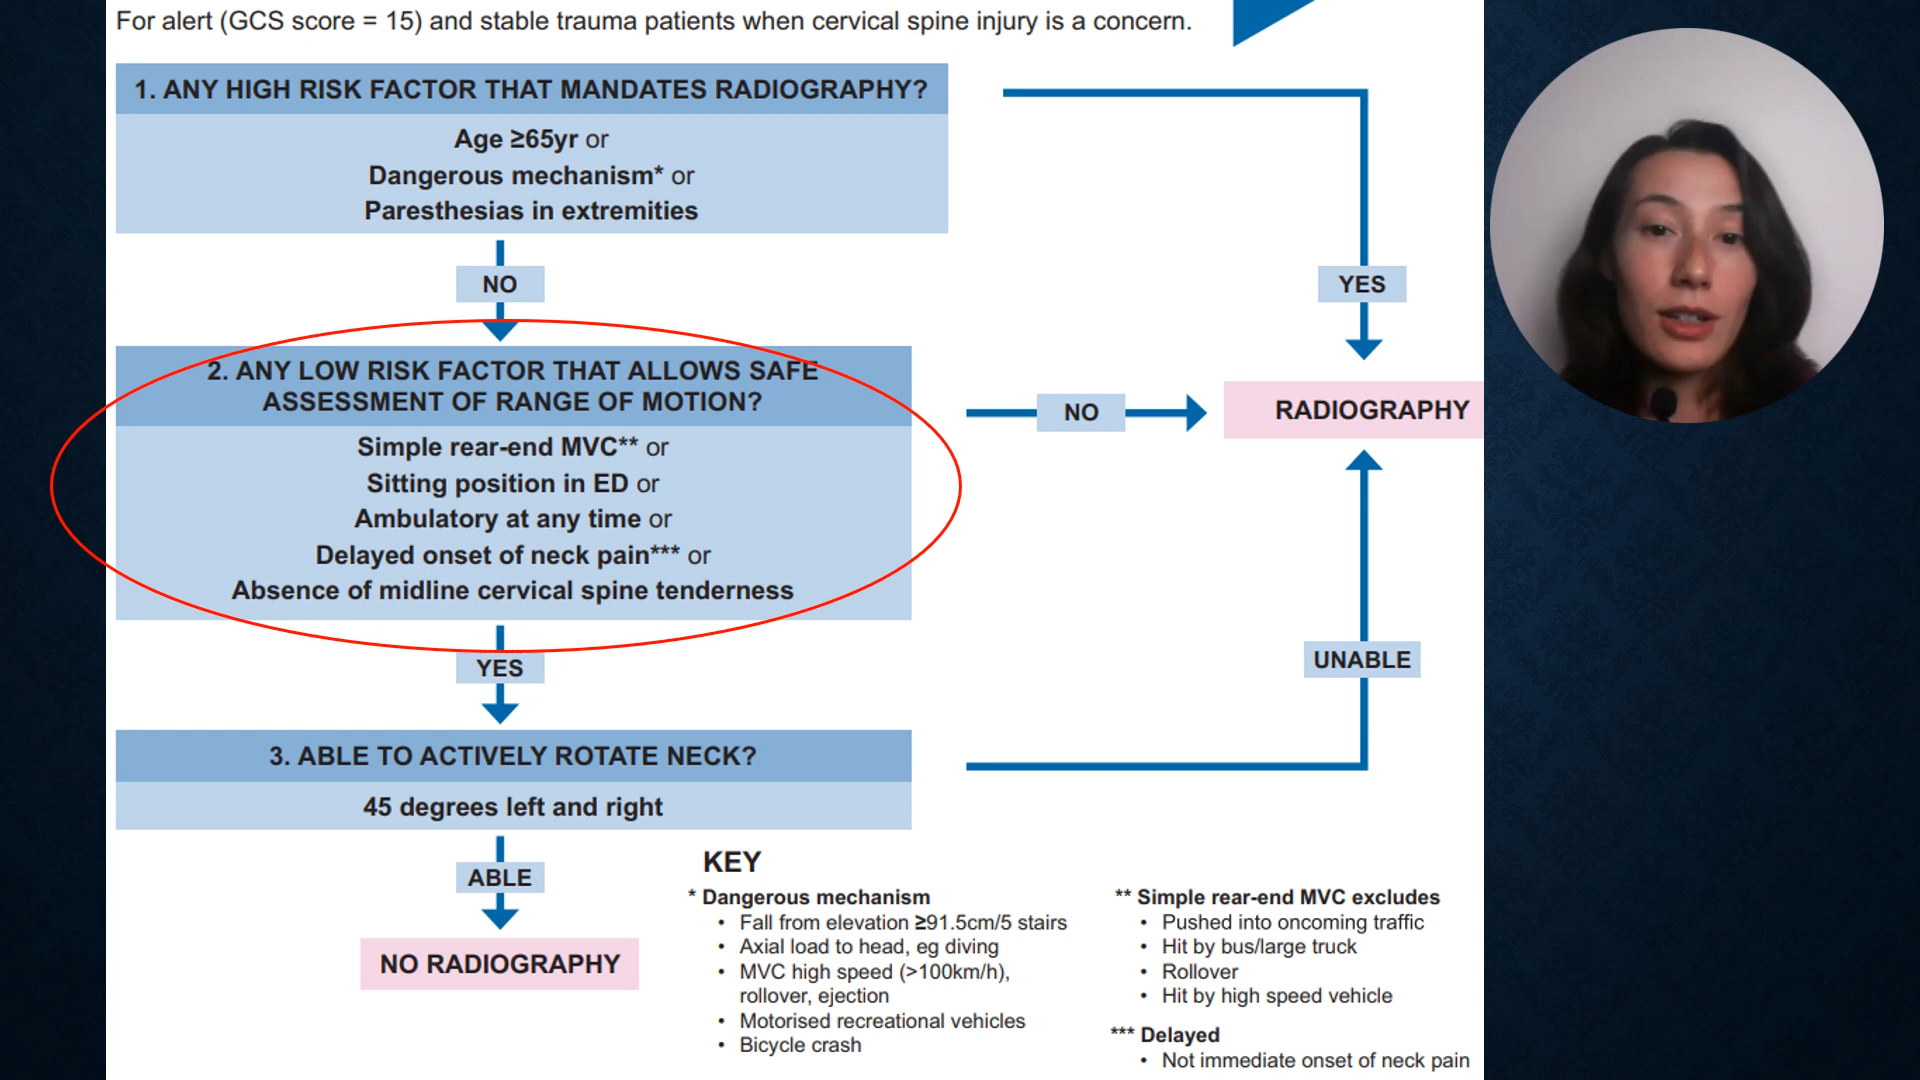 For alert (GCS score = 15) and stable trauma patients when cervical spine injury is a concern.
1. ANY HIGH RISK FACTOR THAT MANDATES RADIOGRAPHY?
Age ≥65yr or
Dangerous mechanism* or
Paresthesias in extremities
NO
YES
2. ANY LOW RISK FACTOR THAT ALLOWS SAFE
ASSESSMENT OF RANGE OF MOTION?
Simple rear-end MVC** or
Sitting position in ED or
Ambulatory at any time or
Delayed onset of neck pain*** or
Absence of midline cervical spine tenderness
NO
RADIOGRAPHY
YES
UNABLE
3. ABLE TO ACTIVELY ROTATE NECK?
45 degrees left and right
ABLE
NO RADIOGRAPHY
KEY
* Dangerous mechanism
• Fall from elevation ≥91.5cm/5 stairs
• Axial load to head, eg diving
• MVC high speed (>100km/h),
rollover, ejection
• Motorised recreational vehicles
• Bicycle crash
** Simple rear-end MVC excludes
• Pushed into oncoming traffic
• Hit by bus/large truck
• Rollover
• Hit by high speed vehicle
*** Delayed
• Not immediate onset of neck pain